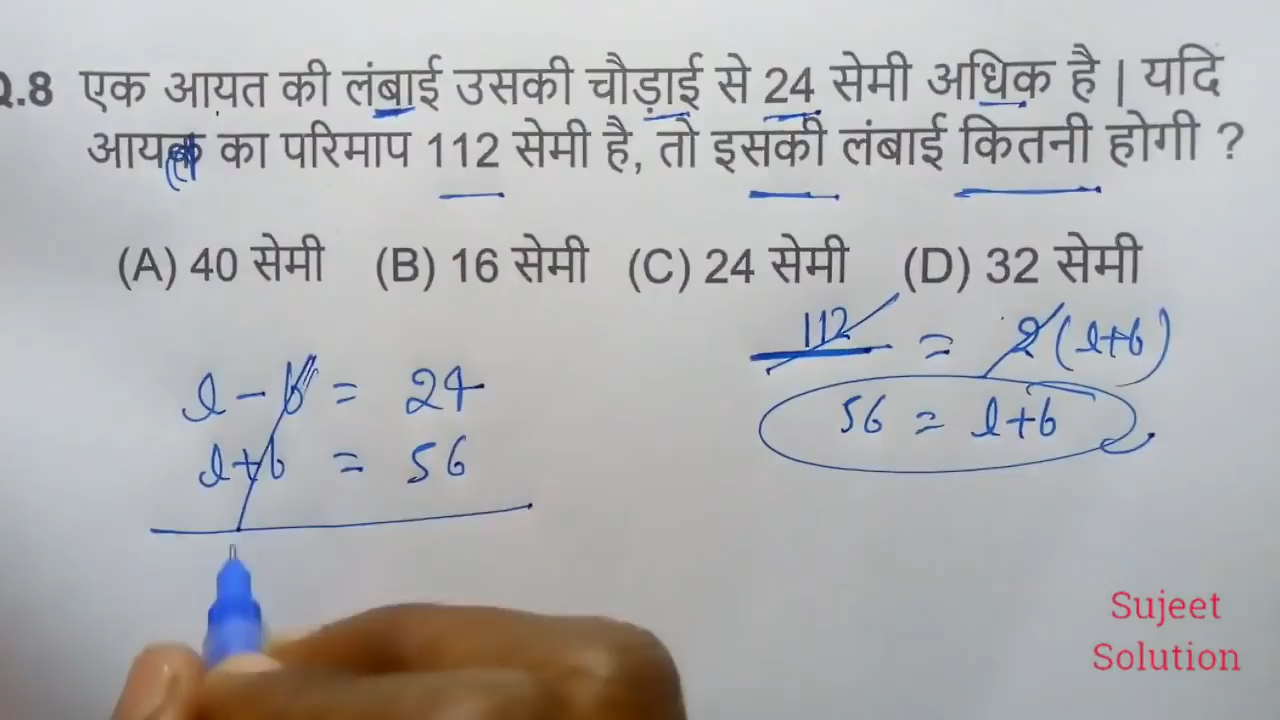 Q.8 एक आयत की लंबाई उसकी चौड़ाई से 24 सेमी अधिक है | यदि
आयत का परिमाप 112 सेमी है, तो इसकी लंबाई कितनी होगी ?
(A) 40 सेमी (B) 16 सेमी (C) 24 सेमी (D) 32 सेमी
112 = 2(l+b)
56 = l+b
l - b = 24
l+b = 56
Sujeet
Solution